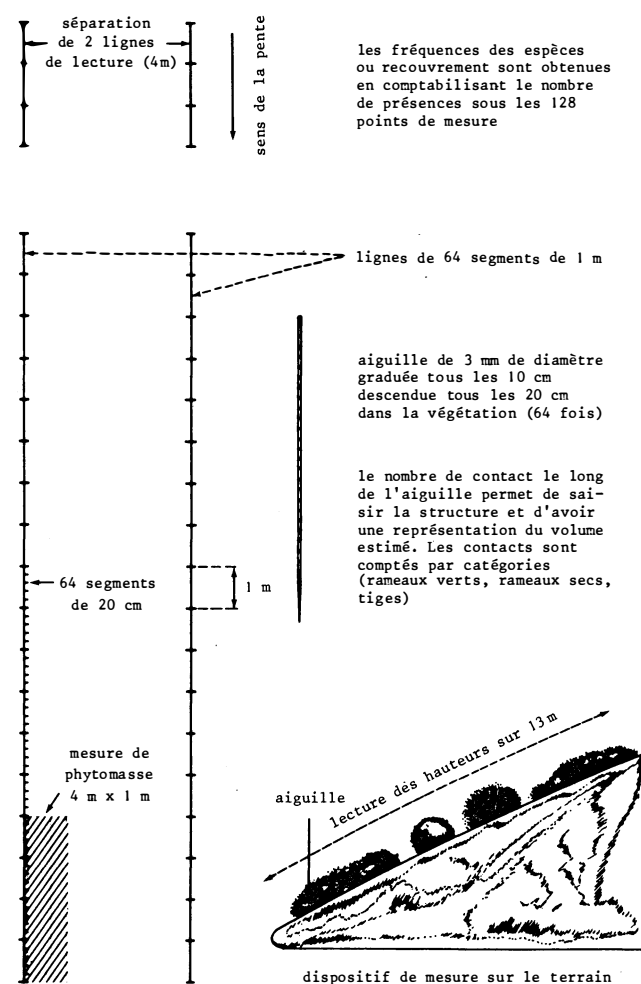 séparation
de 2 lignes
de lecture (4m)
sens de la pente
les fréquences des espèces
ou recouvrement sont obtenues
en comptabilisant le nombre
de présences sous les 128
points de mesure
lignes de 64 segments de 1 m
aiguille de 3 mm de diamètre
graduée tous les 10 cm
descendue tous les 20 cm
dans la végétation (64 fois)
le nombre de contact le long
de l'aiguille permet de sai-
sir la structure et d'avoir
une représentation du volume
estimé. Les contacts sont
comptés par catégories
(rameaux verts, rameaux secs,
tiges)
64 segments
de 20 cm
1 m
mesure de
phytomasse
4 m x 1 m
aiguille
lecture des hauteurs sur 13 m
dispositif de mesure sur le terrain